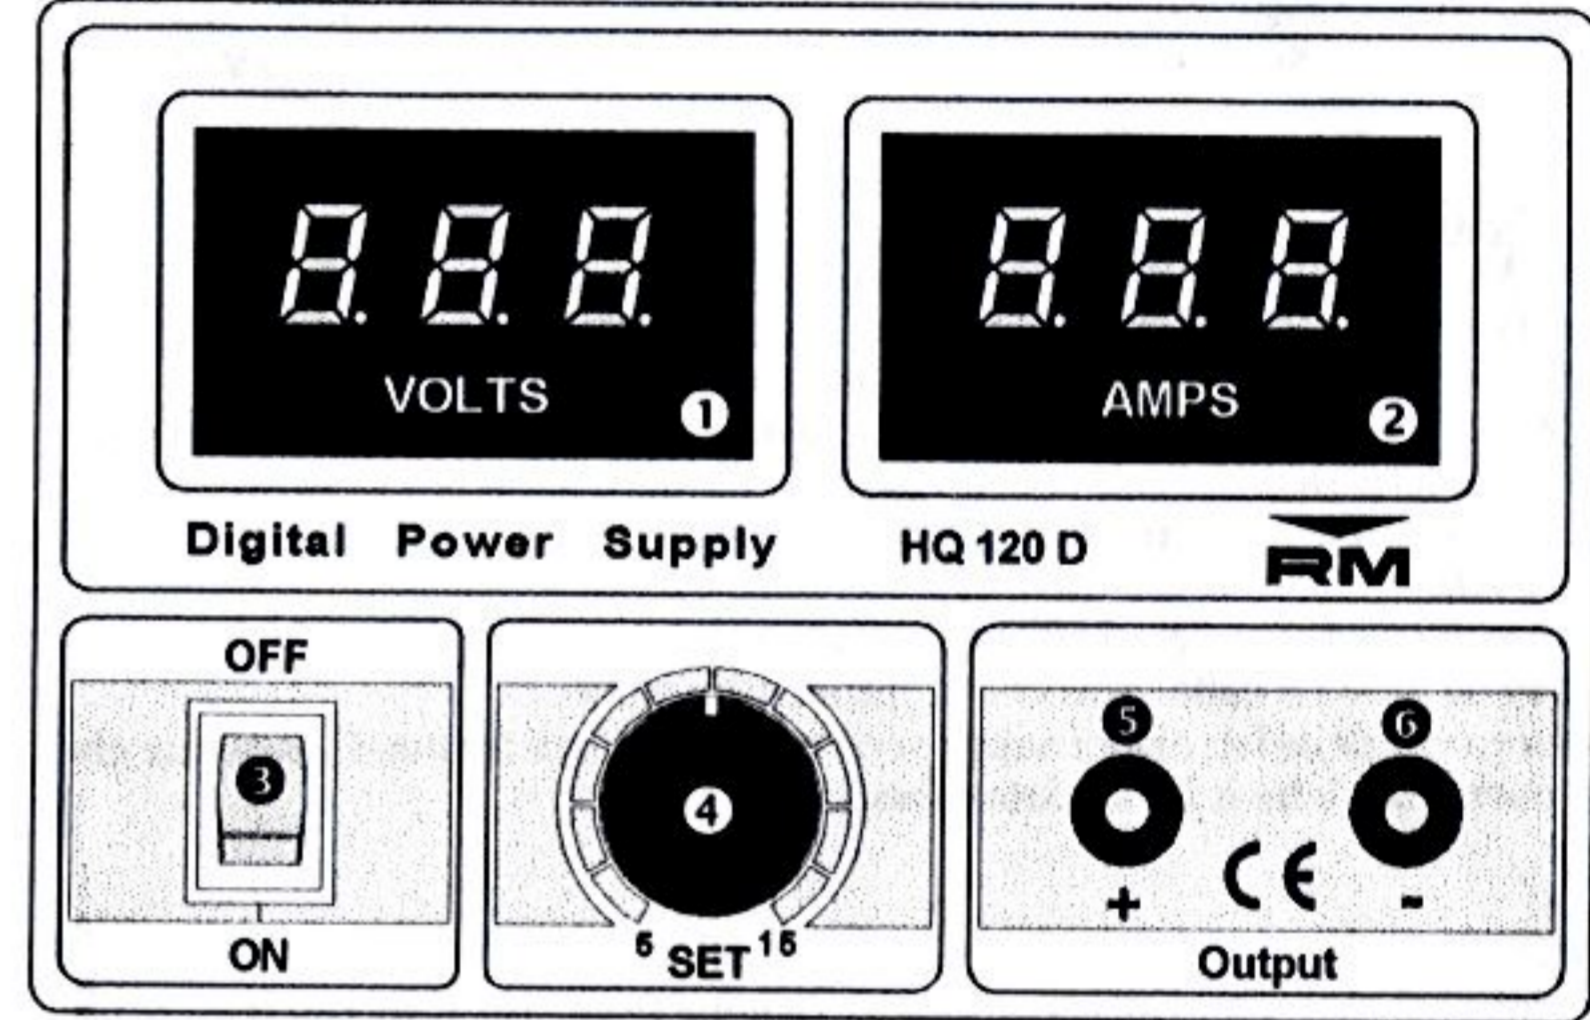 8.8.8. 8.8.8.
VOLTS 1 AMPS 2
Digital Power Supply HQ 120 D RM
OFF
3
ON
4
5 SET 15
5 6
+ CE -
Output